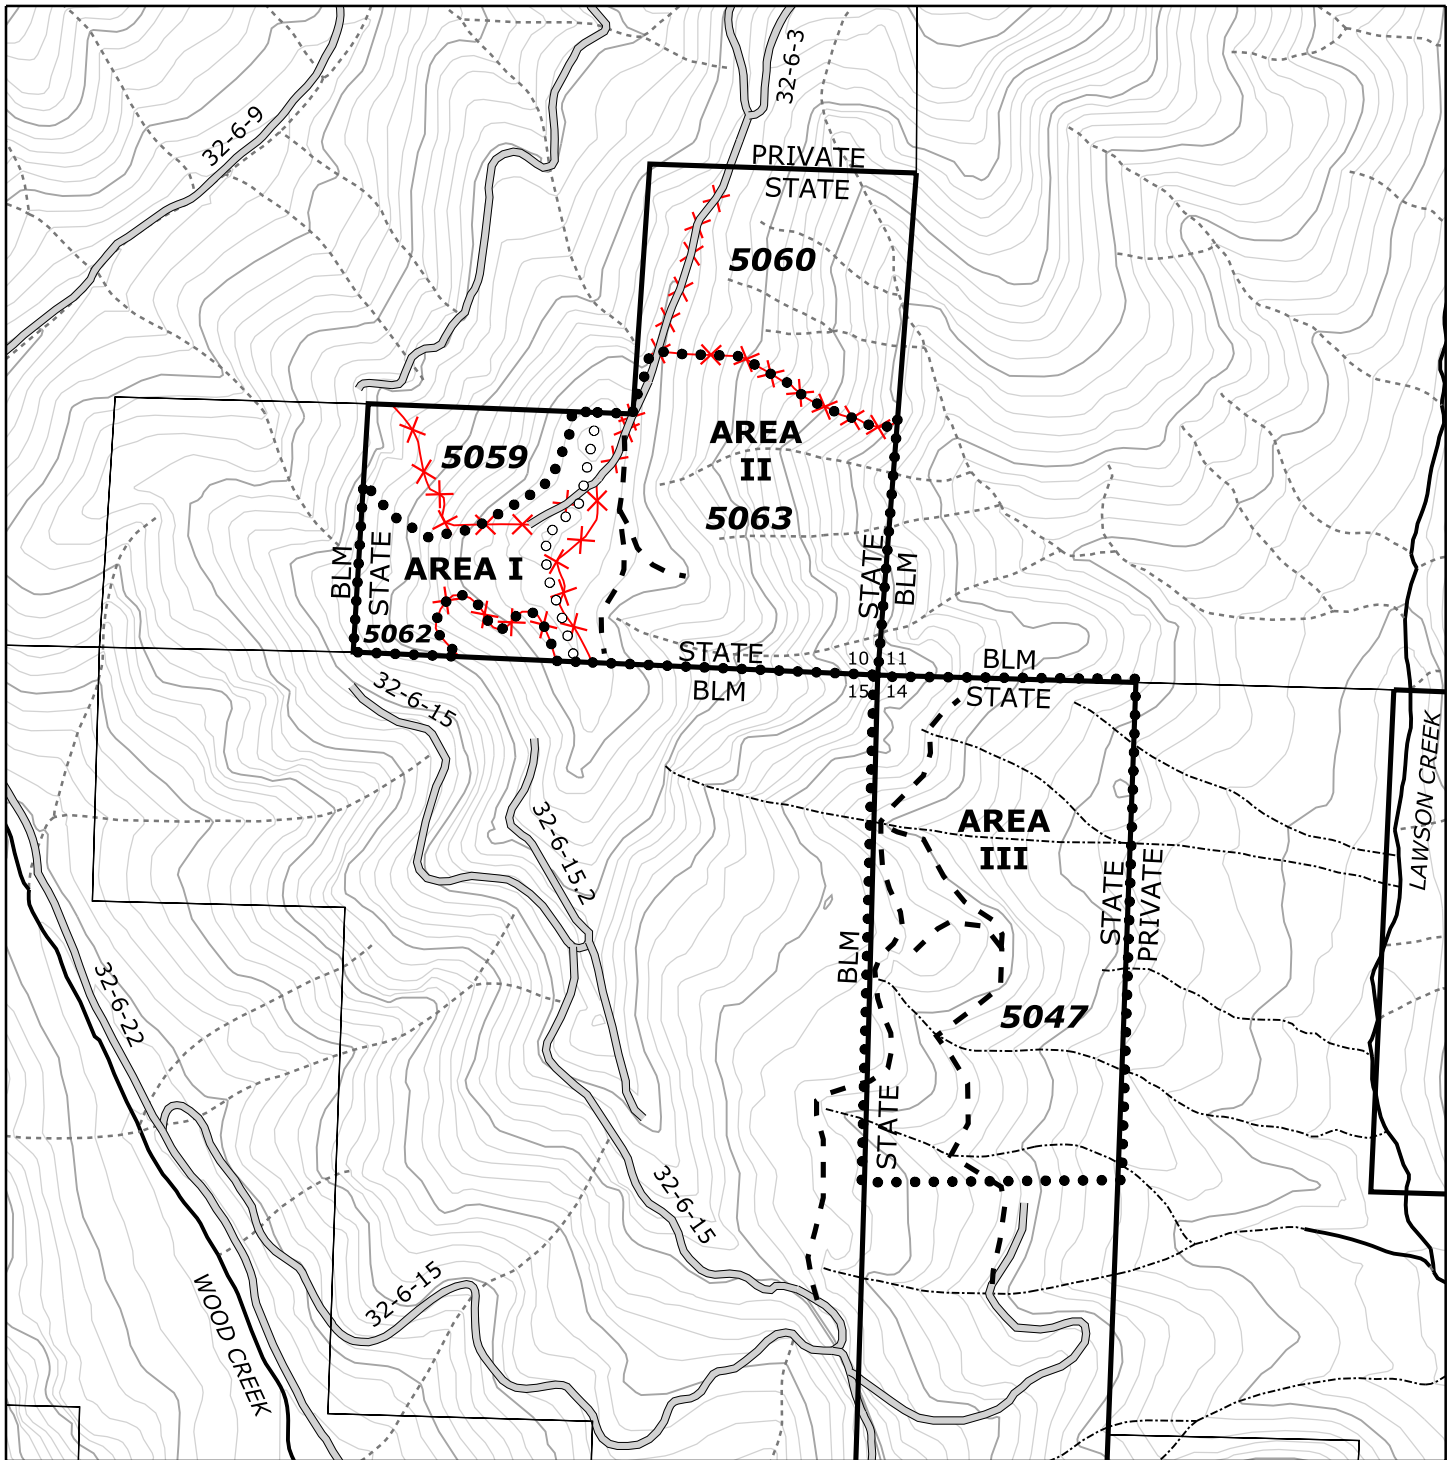 32-6-3
32-6-9
PRIVATE
STATE
5060
AREA
II
5063
5059
AREA I
5062
BLM
STATE
STATE
BLM
STATE
BLM
10
11
15
14
BLM
STATE
32-6-15
32-6-15.2
LAWSON CREEK
AREA
III
STATE
PRIVATE
BLM
5047
STATE
32-6-22
32-6-15
32-6-15
WOOD CREEK